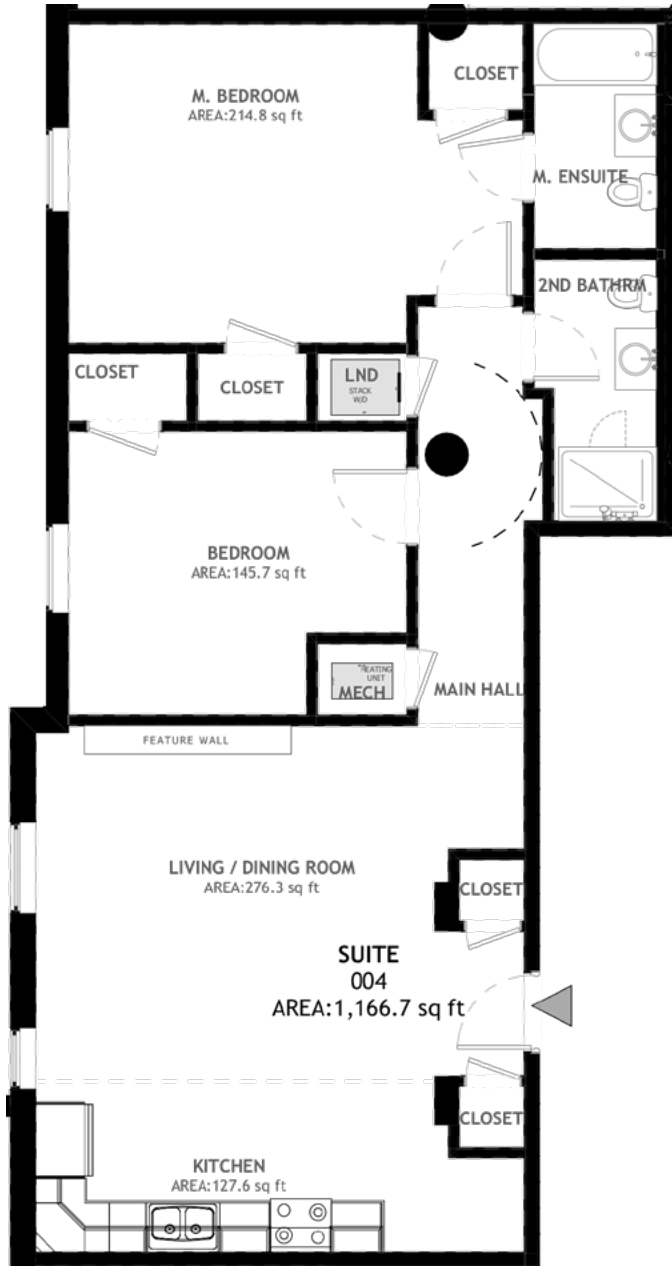 CLOSET
M. BEDROOM
AREA:214.8 sq ft
M. ENSUITE
2ND BATHRM
CLOSET
CLOSET
LND
STACK
W/D
BEDROOM
AREA:145.7 sq ft
HEATING
UNIT
MECH
MAIN HALL
FEATURE WALL
LIVING / DINING ROOM
AREA:276.3 sq ft
CLOSET
SUITE
004
AREA:1,166.7 sq ft
CLOSET
KITCHEN
AREA:127.6 sq ft